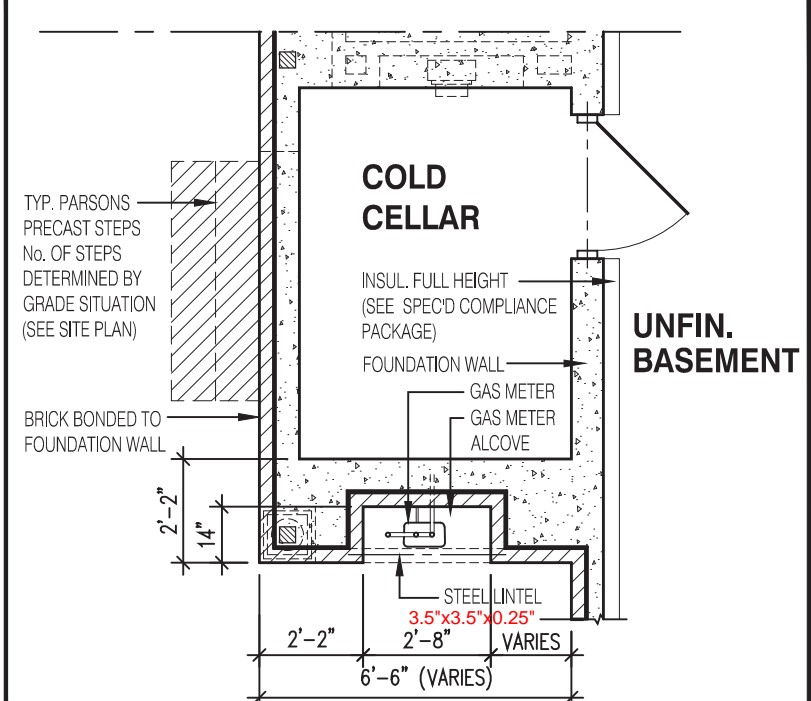 COLD
CELLAR
TYP. PARSONS
PRECAST STEPS
No. OF STEPS
DETERMINED BY
GRADE SITUATION
(SEE SITE PLAN)
INSUL. FULL HEIGHT
(SEE SPEC'D COMPLIANCE
PACKAGE)
UNFIN.
BASEMENT
FOUNDATION WALL
GAS METER
GAS METER
ALCOVE
BRICK BONDED TO
FOUNDATION WALL
2'-2"
14"
STEEL LINTEL
3.5"x3.5"x0.25"
2'-2"
2'-8"
VARIES
6'-6" (VARIES)